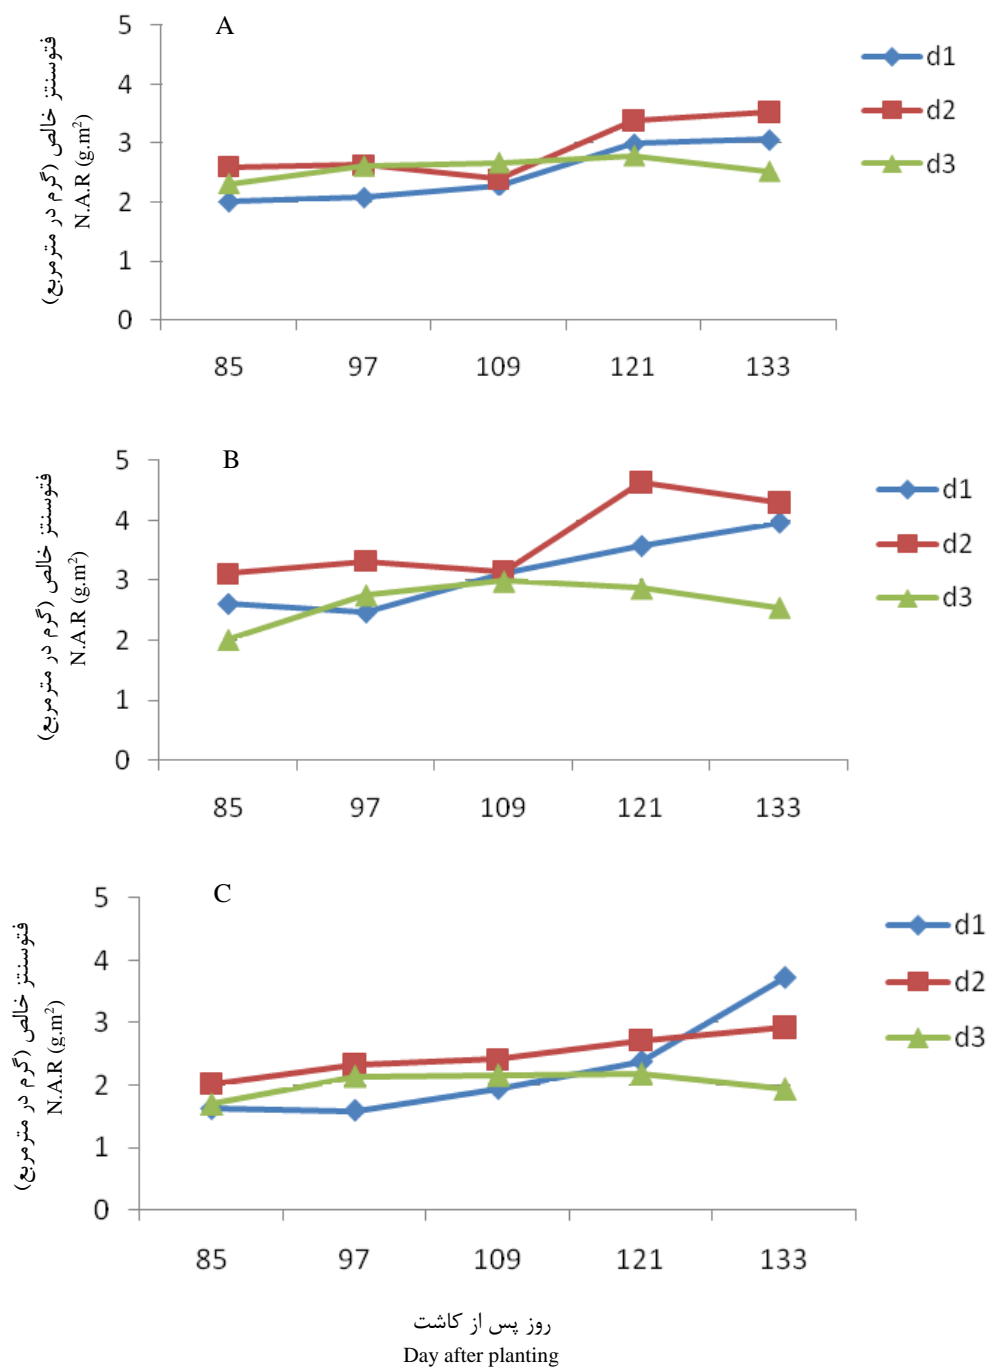 A
5
4
3
2
1
0
فتوسنتز خالص (گرم در مترمربع)
N.A.R (g.m²)
85 97 109 121 133
d1
d2
d3
B
5
4
3
2
1
0
فتوسنتز خالص (گرم در مترمربع)
N.A.R (g.m²)
85 97 109 121 133
d1
d2
d3
C
5
4
3
2
1
0
فتوسنتز خالص (گرم در مترمربع)
N.A.R (g.m²)
85 97 109 121 133
d1
d2
d3
روز پس از کاشت
Day after planting